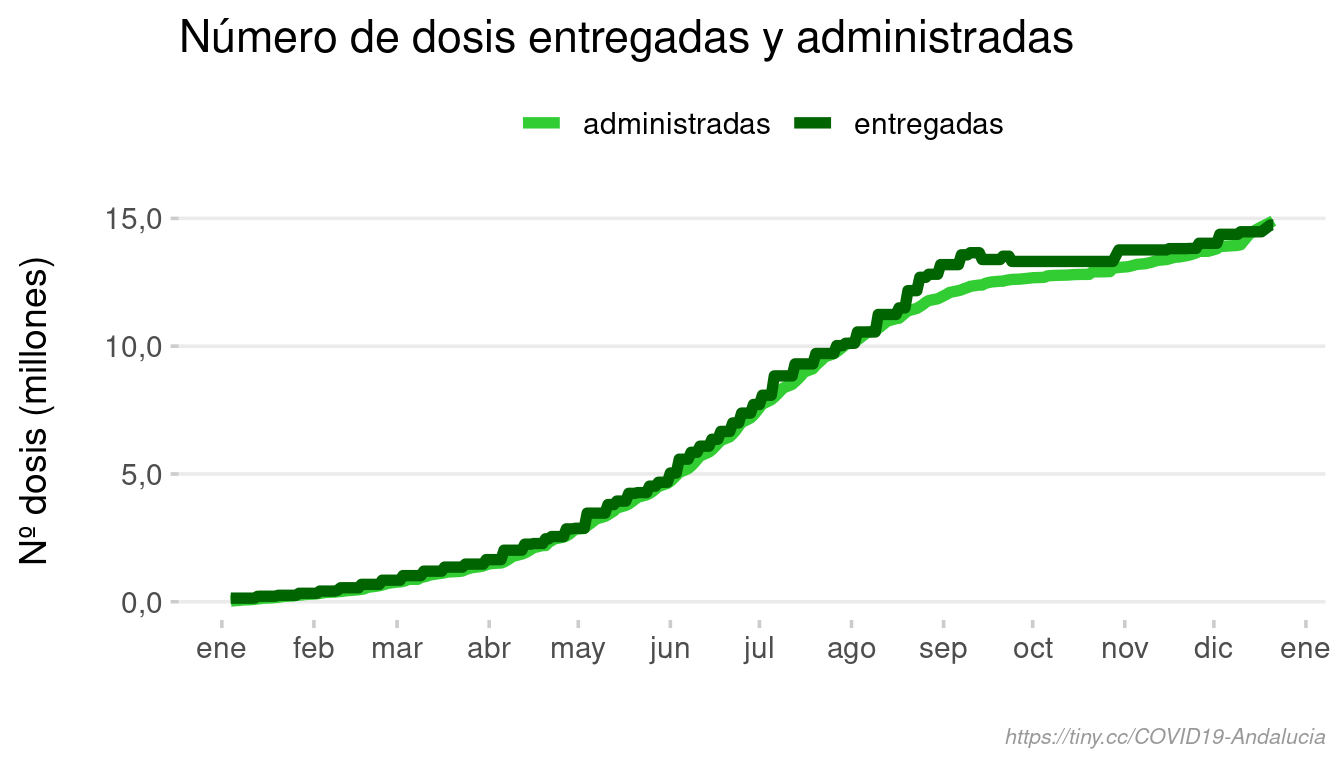 Número de dosis entregadas y administradas
administradas entregadas
Nº dosis (millones)
15,0
10,0
5,0
0,0
ene feb mar abr may jun jul ago sep oct nov dic ene
https://tiny.cc/COVID19-Andalucia